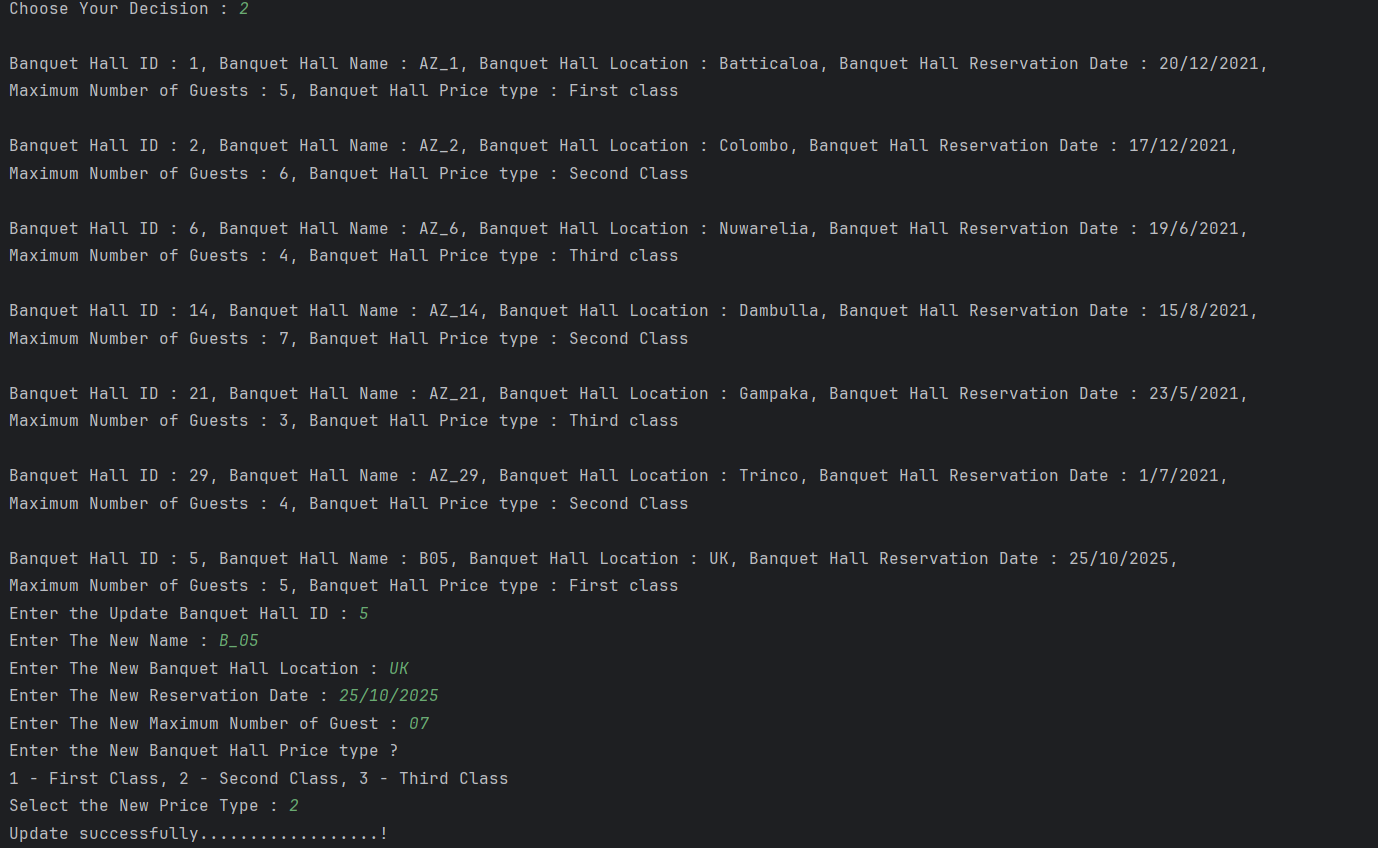 Choose Your Decision : 2
Banquet Hall ID : 1, Banquet Hall Name : AZ_1, Banquet Hall Location : Batticaloa, Banquet Hall Reservation Date : 20/12/2021,
Maximum Number of Guests : 5, Banquet Hall Price type : First class
Banquet Hall ID : 2, Banquet Hall Name : AZ_2, Banquet Hall Location : Colombo, Banquet Hall Reservation Date : 17/12/2021,
Maximum Number of Guests : 6, Banquet Hall Price type : Second Class
Banquet Hall ID : 6, Banquet Hall Name : AZ_6, Banquet Hall Location : Nuwarelia, Banquet Hall Reservation Date : 19/6/2021,
Maximum Number of Guests : 4, Banquet Hall Price type : Third class
Banquet Hall ID : 14, Banquet Hall Name : AZ_14, Banquet Hall Location : Dambulla, Banquet Hall Reservation Date : 15/8/2021,
Maximum Number of Guests : 7, Banquet Hall Price type : Second Class
Banquet Hall ID : 21, Banquet Hall Name : AZ_21, Banquet Hall Location : Gampaka, Banquet Hall Reservation Date : 23/5/2021,
Maximum Number of Guests : 3, Banquet Hall Price type : Third class
Banquet Hall ID : 29, Banquet Hall Name : AZ_29, Banquet Hall Location : Trinco, Banquet Hall Reservation Date : 1/7/2021,
Maximum Number of Guests : 4, Banquet Hall Price type : Second Class
Banquet Hall ID : 5, Banquet Hall Name : B05, Banquet Hall Location : UK, Banquet Hall Reservation Date : 25/10/2025,
Maximum Number of Guests : 5, Banquet Hall Price type : First class
Enter the Update Banquet Hall ID : 5
Enter The New Name : B_05
Enter The New Banquet Hall Location : UK
Enter The New Reservation Date : 25/10/2025
Enter The New Maximum Number of Guest : 07
Enter the New Banquet Hall Price type ?
1 - First Class, 2 - Second Class, 3 - Third Class
Select the New Price Type : 2
Update successfully..................!